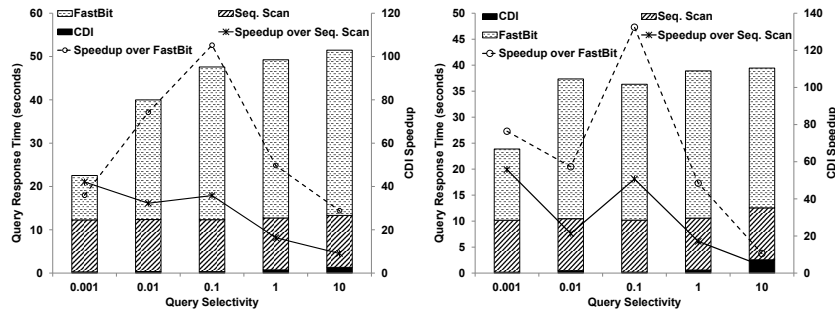 FastBit Seq. Scan
CDI Speedup over FastBit
Speedup over Seq. Scan
Query Response Time (seconds)
60
50
40
30
20
10
0
120
100
80
60
40
20
0
CDI Speedup
0.001 0.01 0.1 1 10
Query Selectivity
CDI Seq. Scan
FastBit Speedup over Seq. Scan
Speedup over FastBit
Query Response Time (seconds)
50
45
40
35
30
25
20
15
10
5
0
140
120
100
80
60
40
20
0
CDI Speedup
0.001 0.01 0.1 1 10
Query Selectivity